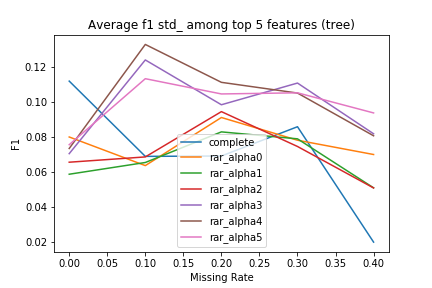 Average f1 std_ among top 5 features (tree)
F1
0.12
0.10
0.08
0.06
0.04
0.02
complete
rar_alpha0
rar_alpha1
rar_alpha2
rar_alpha3
rar_alpha4
rar_alpha5
0.00 0.05 0.10 0.15 0.20 0.25 0.30 0.35 0.40
Missing Rate